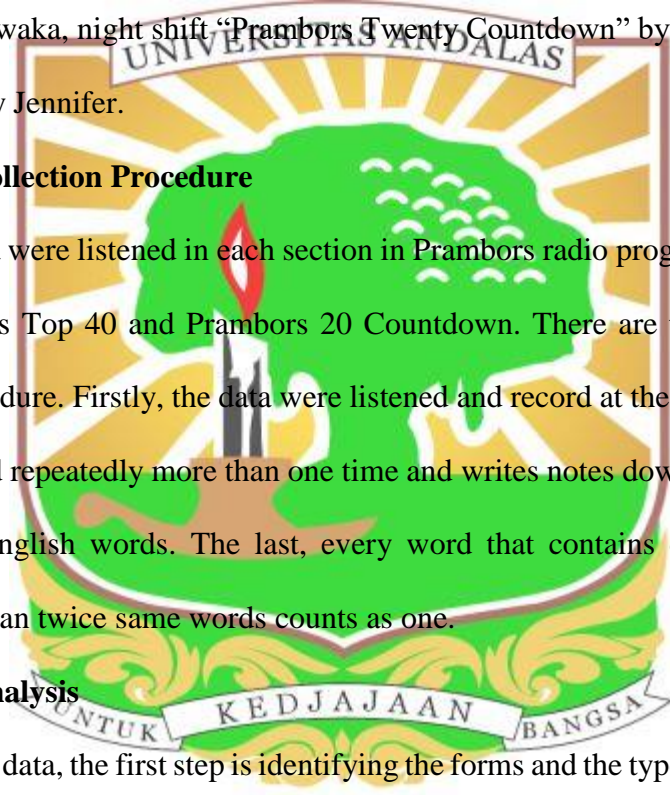 waka, night shift “Prambors Twenty Countdown” by
UNIVERSITAS ANDALAS
y Jennifer.
ollection Procedure
were listened in each section in Prambors radio prog
s Top 40 and Prambors 20 Countdown. There are
dure. Firstly, the data were listened and record at the
d repeatedly more than one time and writes notes dow
nglish words. The last, every word that contains
an twice same words counts as one.
nalysis
UNTUK KEDJAJAAN BANGSA
data, the first step is identifying the forms and the typ